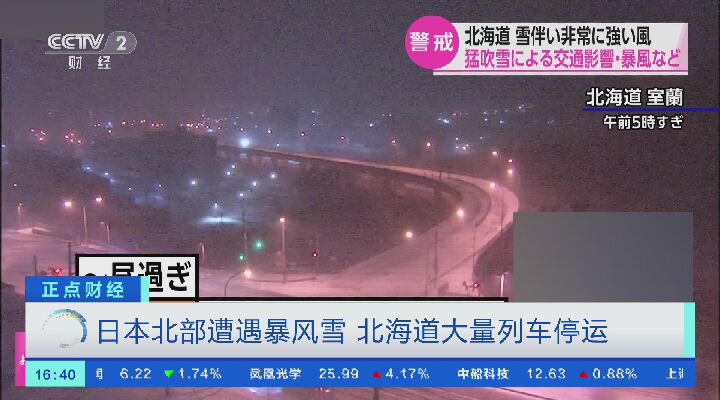 CCTV 2
财经
警戒
北海道 雪伴い非常に強い風
猛吹雪による交通影響・暴風など
北海道 室蘭
午前5時すぎ
昼過ぎ
正点财经
日本北部遭遇暴风雪 北海道大量列车停运
16:40 6.22 ▼1.74% 凤凰光学 25.99 ▲4.17% 中船科技 12.63 ▲0.88% 上海